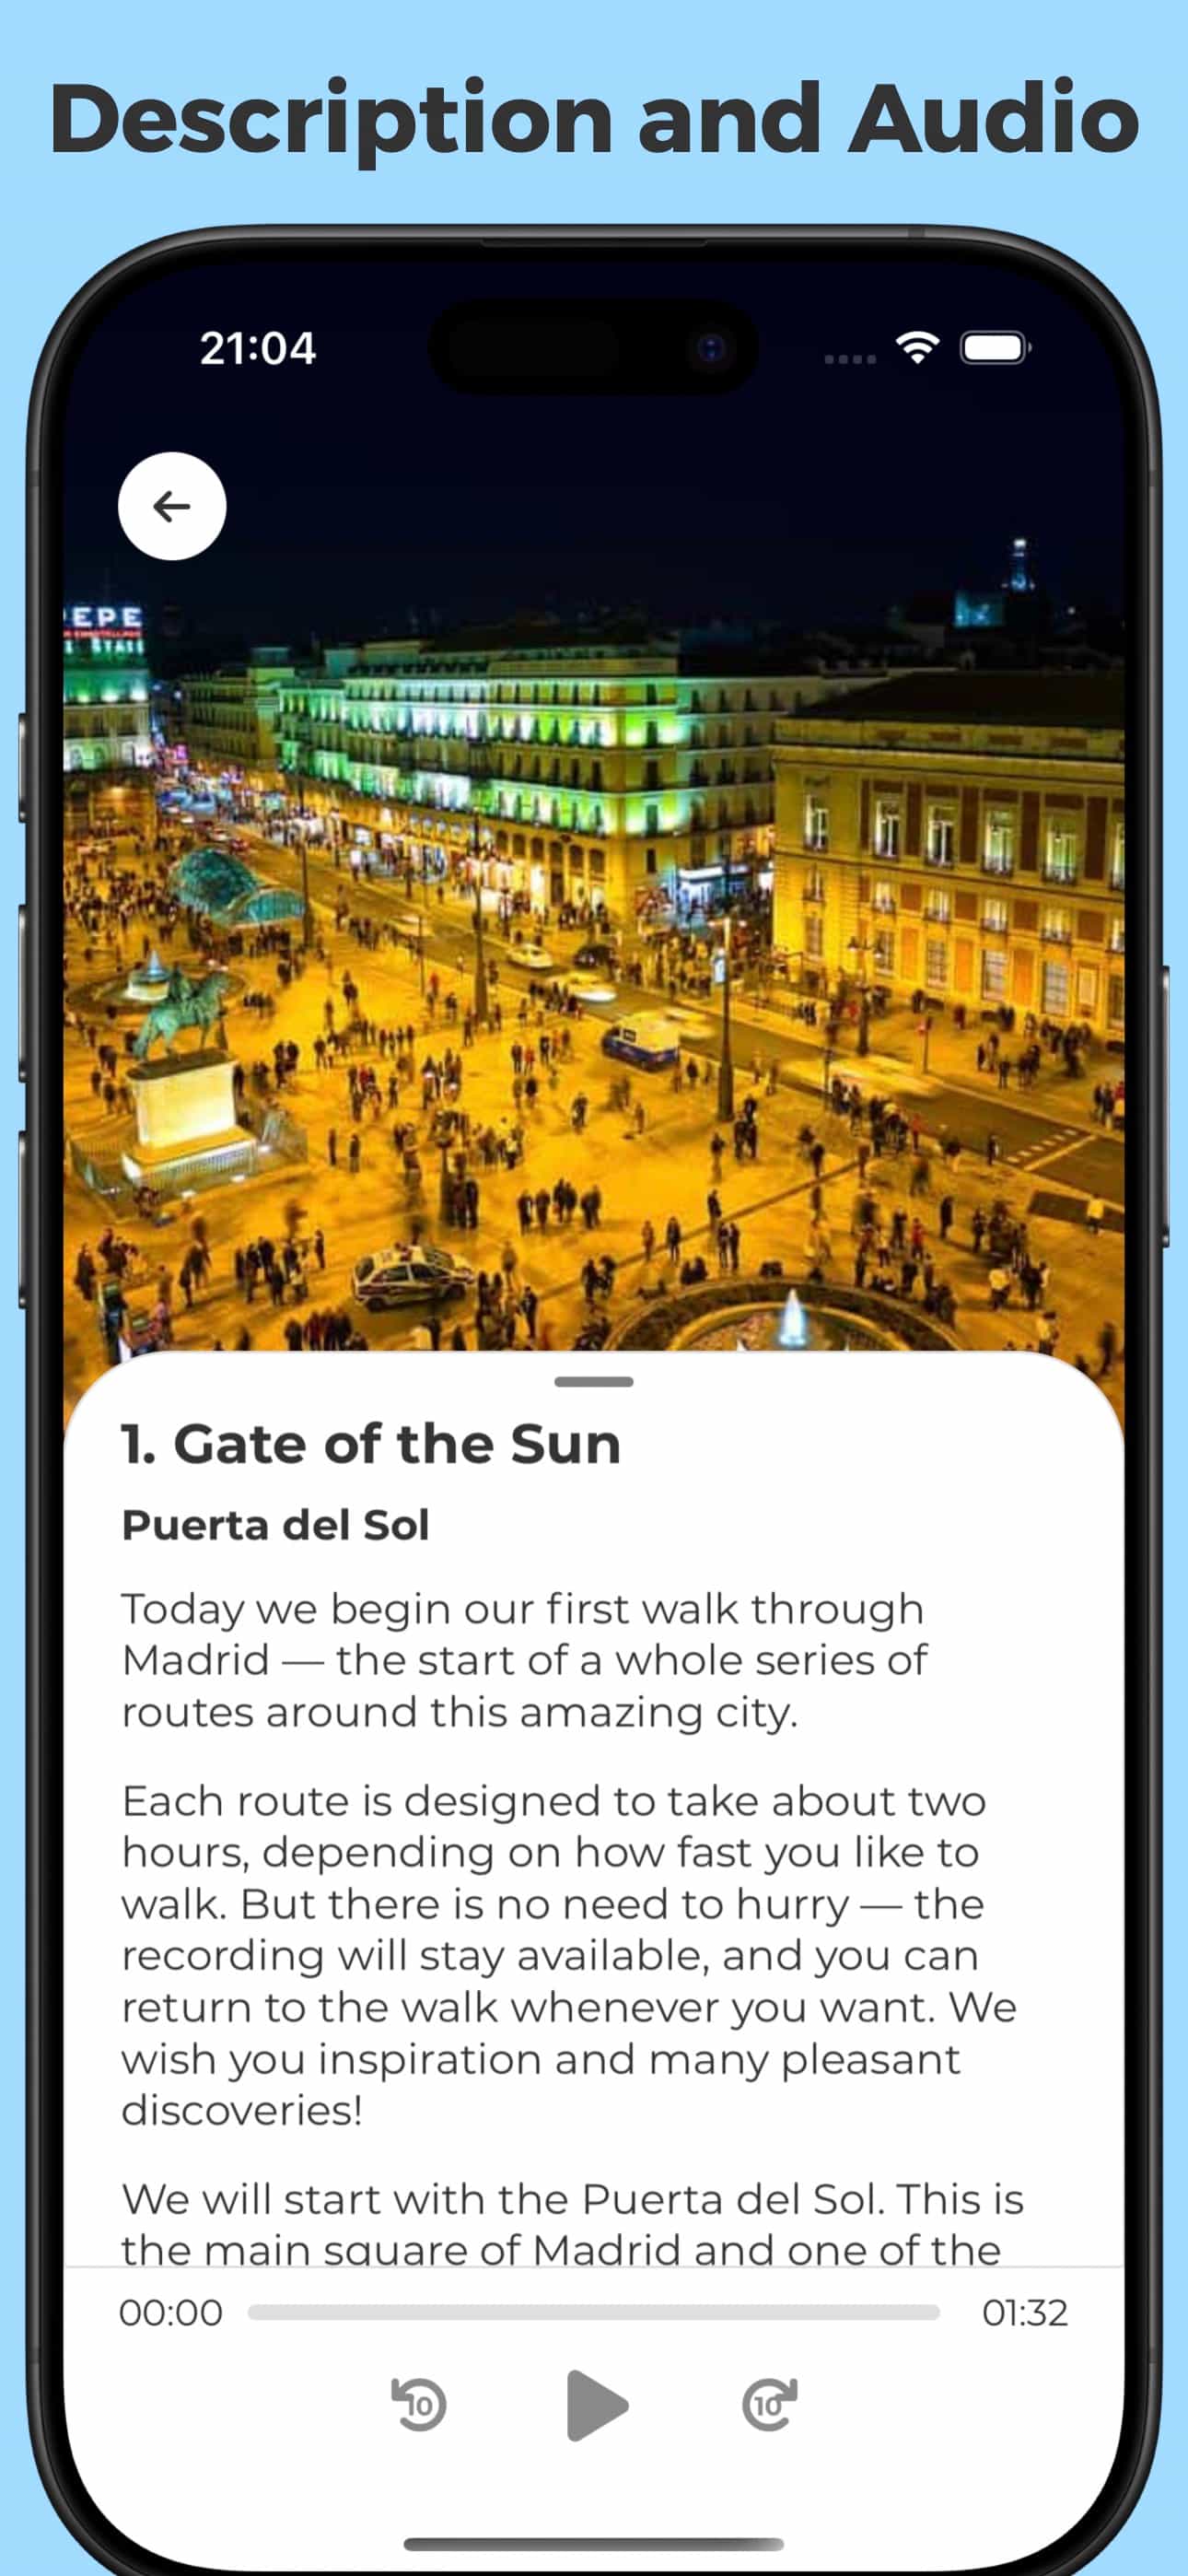 Description and Audio
21:04
EPE
1. Gate of the Sun
Puerta del Sol
Today we begin our first walk through
Madrid — the start of a whole series of
routes around this amazing city.
Each route is designed to take about two
hours, depending on how fast you like to
walk. But there is no need to hurry — the
recording will stay available, and you can
return to the walk whenever you want. We
wish you inspiration and many pleasant
discoveries!
We will start with the Puerta del Sol. This is
the main square of Madrid and one of the
00:00
01:32
10
10